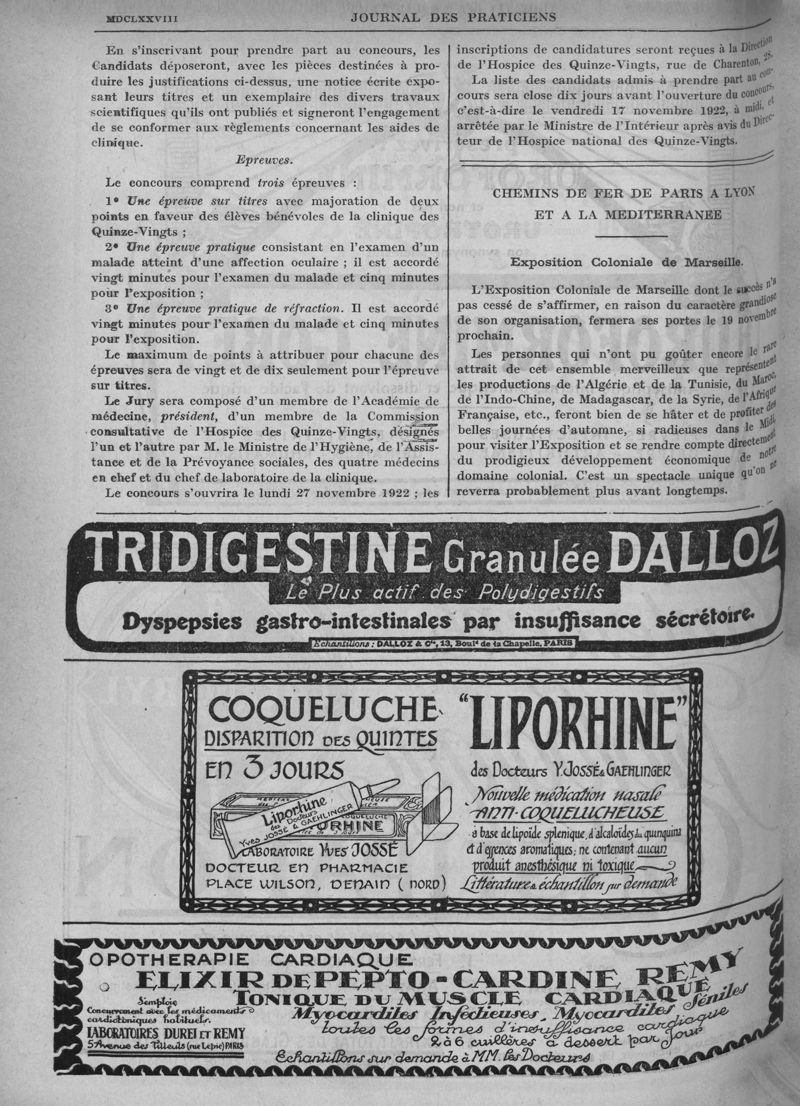 MDCLXXVIII
JOURNAL DES PRATICIENS
En s'inscrivant pour prendre part au concours, les
Candidats déposeront, avec les pièces destinées à pro-
duire les justifications ci-dessus, une notice écrite expo-
sant leurs titres et un exemplaire des divers travaux
scientifiques qu'ils ont publiés et signeront l'engagement
de se conformer aux règlements concernant les aides de
clinique.
Epreuves.
Le concours comprend trois épreuves :
1° Une épreuve sur titres avec majoration de deux
points en faveur des élèves bénévoles de la clinique des
Quinze-Vingts ;
2° Une épreuve pratique consistant en l'examen d'un
malade atteint d'une affection oculaire ; il est accordé
vingt minutes pour l'examen du malade et cinq minutes
pour l'exposition ;
3° Une épreuve pratique de réfraction. Il est accordé
vingt minutes pour l'examen du malade et cinq minutes
pour l'exposition.
Le maximum de points à attribuer pour chacune des
épreuves sera de vingt et de dix seulement pour l'épreuve
sur titres.
Le Jury sera composé d'un membre de l'Académie de
médecine, président, d'un membre de la Commission
consultative de l'Hospice des Quinze-Vingts, désignés
l'un et l'autre par M. le Ministre de l'Hygiène, de l'Assis-
tance et de la Prévoyance sociales, des quatre médecins
en chef et du chef de laboratoire de la clinique.
Le concours s'ouvrira le lundi 27 novembre 1922 ; les
inscriptions de candidatures seront reçues à la Direction
de l'Hospice des Quinze-Vingts, rue de Charenton, 28.
La liste des candidats admis à prendre part au con-
cours sera close dix jours avant l'ouverture du concours,
c'est-à-dire le vendredi 17 novembre 1922, à midi, et
arrêtée par le Ministre de l'Intérieur après avis du Direc-
teur de l'Hospice national des Quinze-Vingts.
CHEMINS DE FER DE PARIS A LYON
ET A LA MEDITERRANEE
Exposition Coloniale de Marseille.
L'Exposition Coloniale de Marseille dont le succès n'a
pas cessé de s'affirmer, en raison du caractère grandiose
de son organisation, fermera ses portes le 19 novembre
prochain.
Les personnes qui n'ont pu goûter encore le rare
attrait de cet ensemble merveilleux que représentent
les productions de l'Algérie et de la Tunisie, du Maroc,
de l'Indo-Chine, de Madagascar, de la Syrie, de l'Afrique
Française, etc., feront bien de se hâter et de profiter des
belles journées d'automne, si radieuses dans le Midi,
pour visiter l'Exposition et se rendre compte directement
du prodigieux développement économique de notre
domaine colonial. C'est un spectacle unique qu'on ne
reverra probablement plus avant longtemps.
TRIDIGESTINE Granulée DALLOZ
Le Plus actif des Polydigestifs
Dyspepsies gastro-intestinales par insuffisance sécrétoire.
Echantillons : DALLOZ & Cie, 13, Bould de la Chapelle, PARIS
COQUELUCHE
DISPARITION DES QUINTES
EN 3 JOURS
Liporhine
des Docteurs
YVES JOSSÉ & GAEHLINGER
LABORATOIRE YVES JOSSÉ
DOCTEUR EN PHARMACIE
PLACE WILSON, DENAIN (NORD)
"LIPORHINE"
des Docteurs Y. JOSSÉ & GAEHLINGER
Nouvelle médication nasale
ANTI-COQUELUCHEUSE
à base de lipoïde splenique, d'alcaloïdes du quinquina
et d'essences aromatiques; ne contenant aucun
produit anesthésique ni toxique
Littérature & échantillon sur demande
OPOTHERAPIE CARDIAQUE
ELIXIR DE PEPTO-CARDINE REMY
TONIQUE DU MUSCLE CARDIAQUE
S'emploie
Concurremment avec les médicaments
cardiotoniques habituels.
LABORATOIRES DURET ET REMY
5 Avenue des Tilleuls (rue Lepic) PARIS
Myocardites Infectieuses, Myocardites Séniles
toutes les formes d'insuffisance cardiaque
2 à 6 cuillères à dessert par jour
Echantillons sur demande à MM. les Docteurs